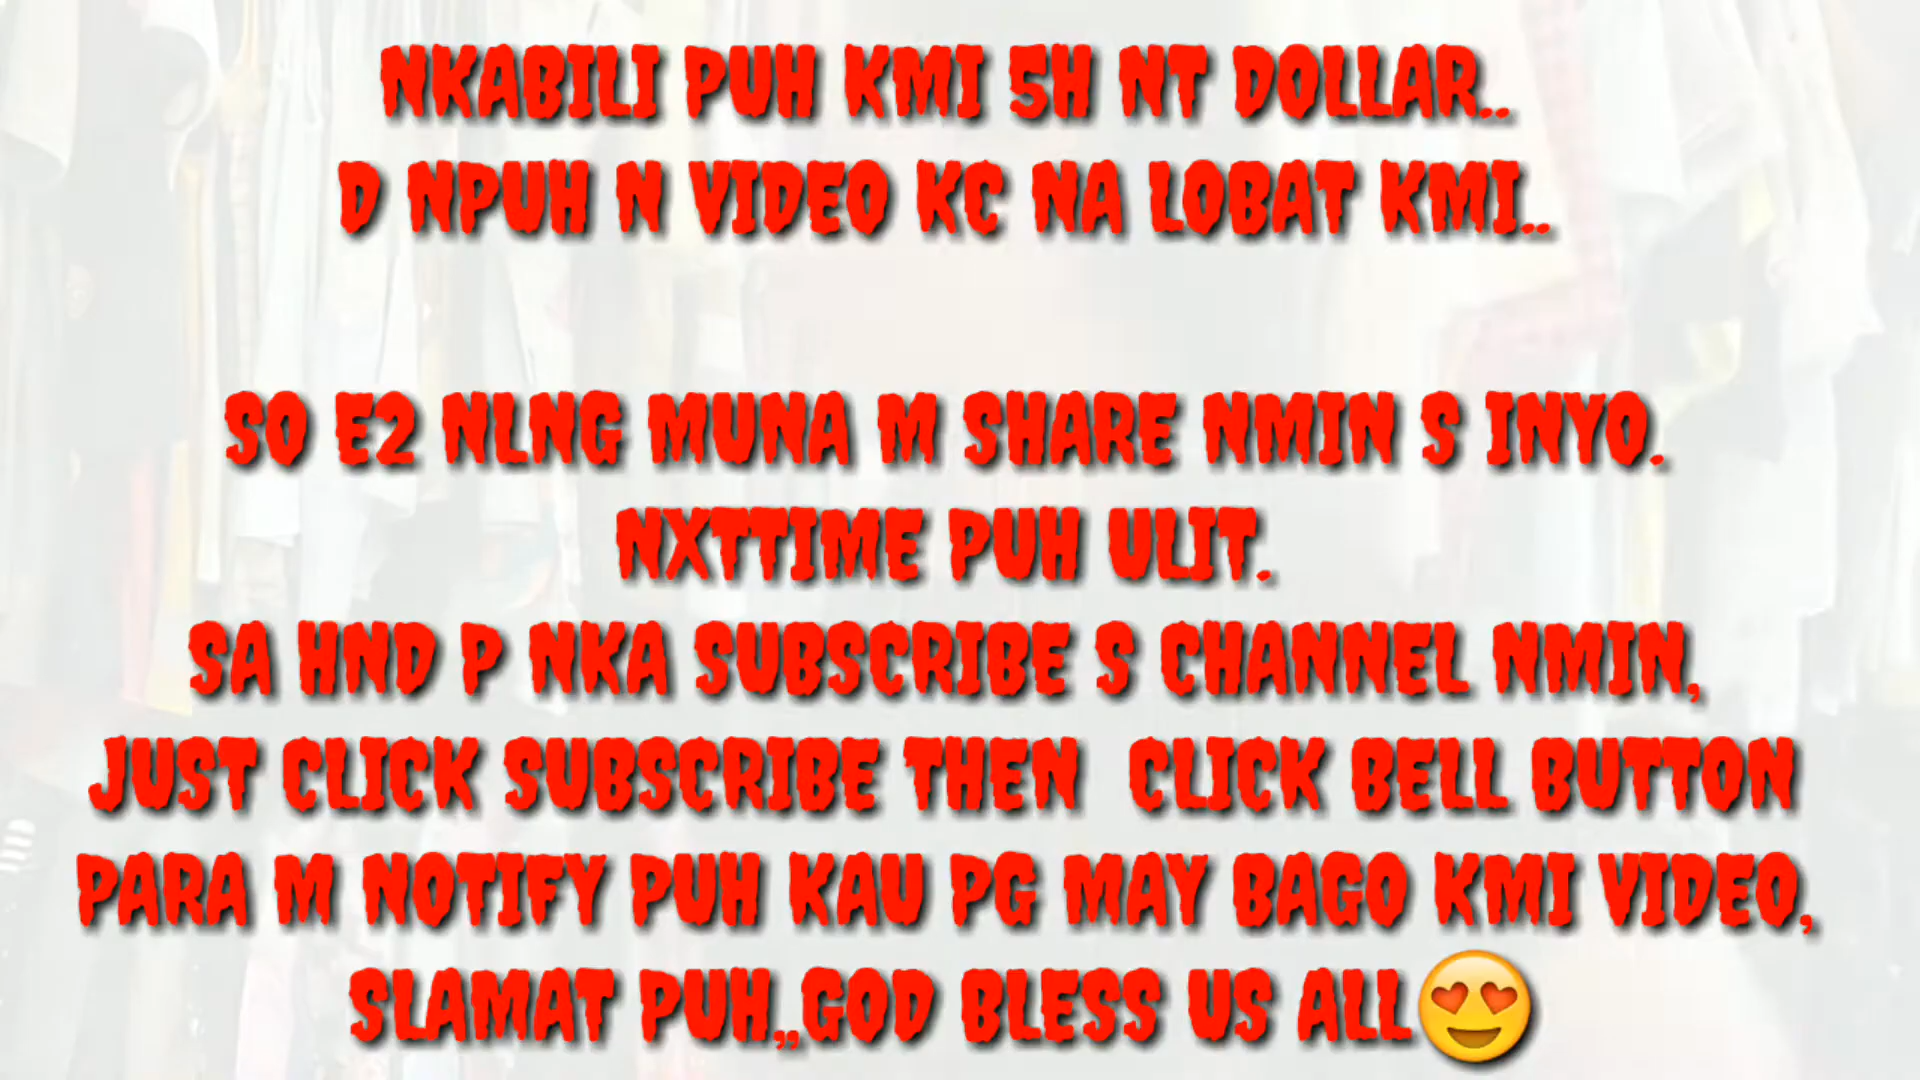 NKABILI PUH KMI 5H NT DOLLAR..
D NPUH N VIDEO KC NA LOBAT KMI..
SO E2 NLNG MUNA M SHARE NMIN S INYO.
NXTTIME PUH ULIT.
SA HND P NKA SUBSCRIBE S CHANNEL NMIN,
JUST CLICK SUBSCRIBE THEN CLICK BELL BUTTON
PARA M NOTIFY PUH KAU PG MAY BAGO KMI VIDEO,
SLAMAT PUH,,GOD BLESS US ALL😍